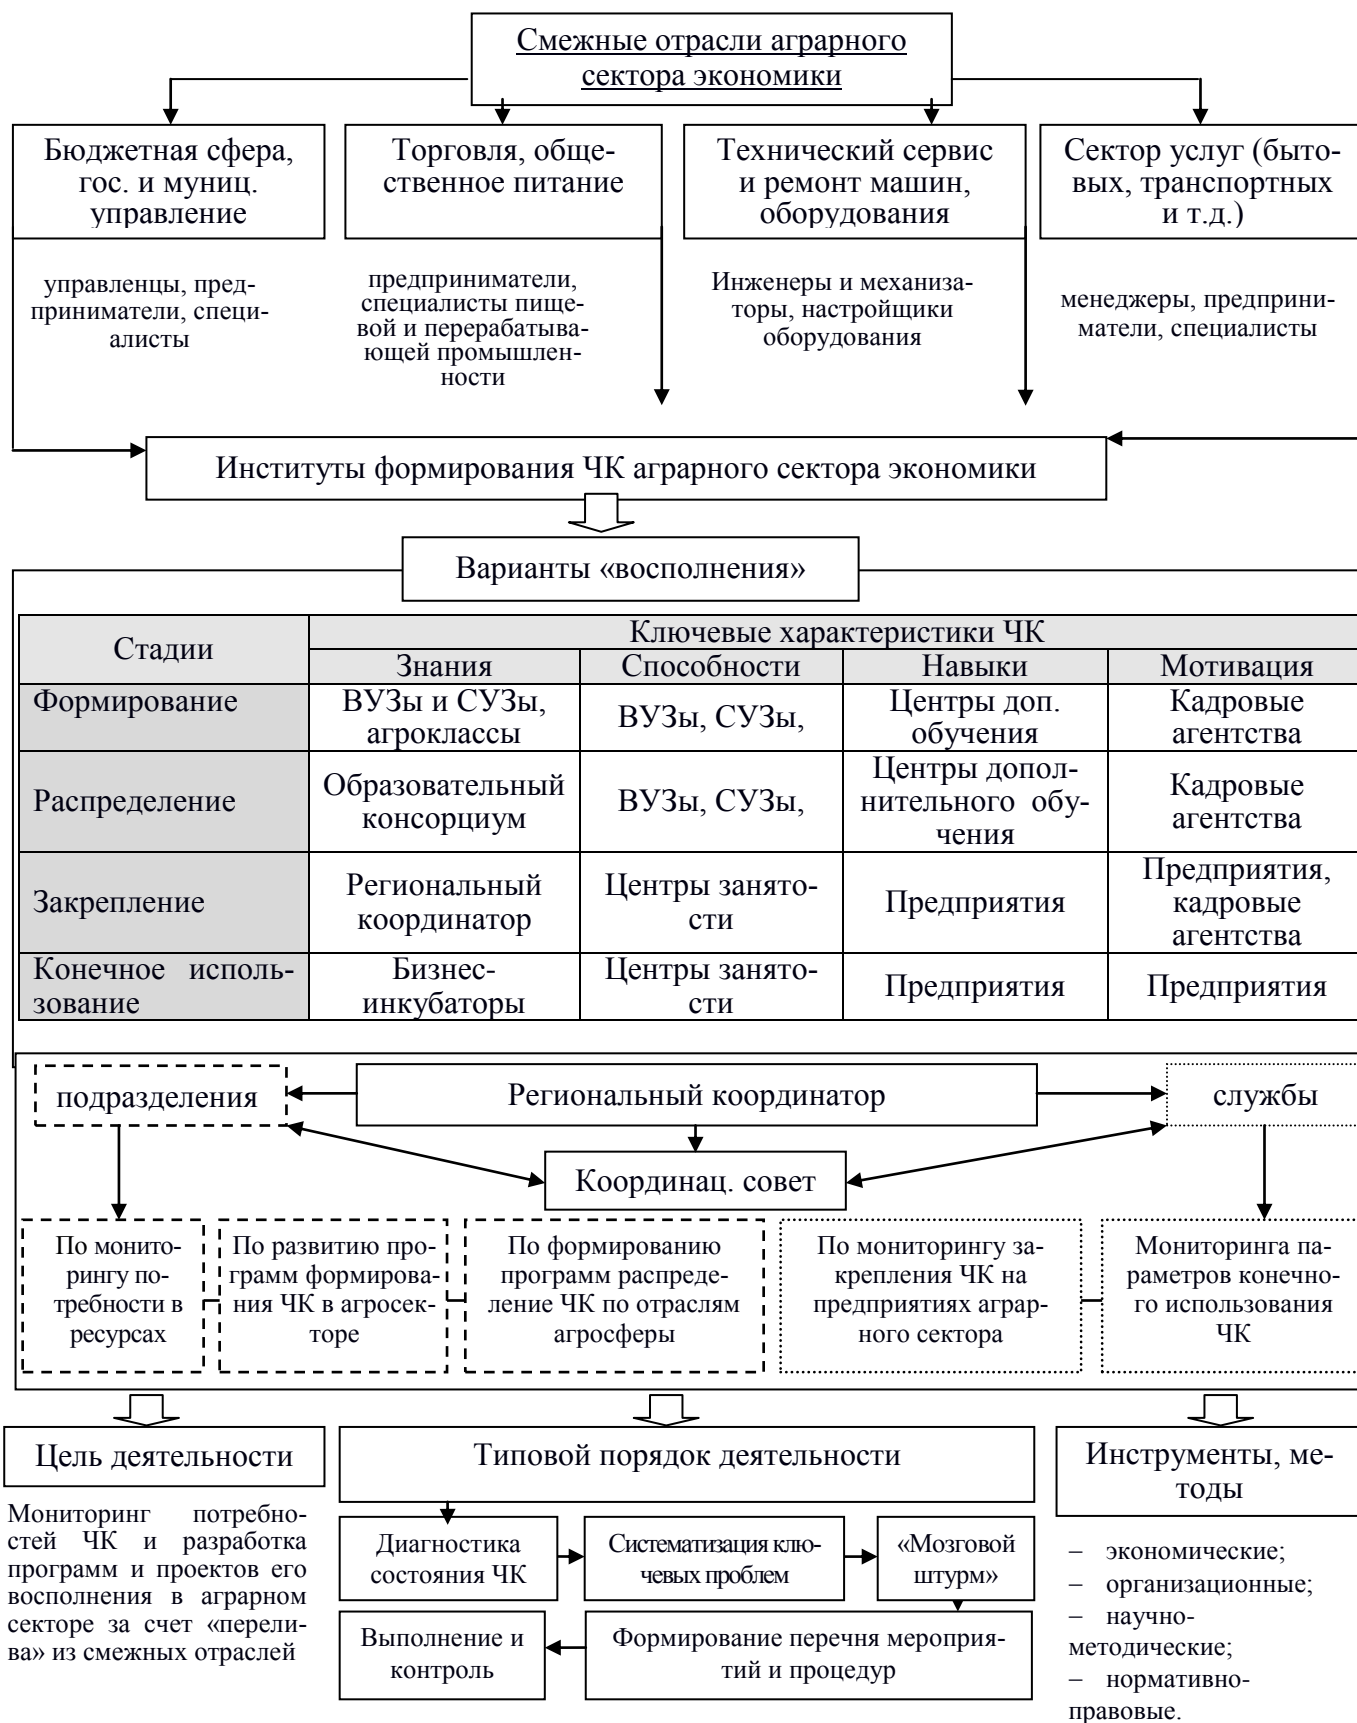 Смежные отрасли аграрного
сектора экономики
Бюджетная сфера,
гос. и муниц.
управление
Торговля, обще-
ственное питание
Технический сервис
и ремонт машин,
оборудования
Сектор услуг (быто-
вых, транспортных
и т.д.)
управленцы, пред-
приниматели, специ-
алисты
предприниматели,
специалисты пище-
вой и перерабатыва-
ющей промышлен-
ности
Инженеры и механиза-
торы, настройщики
оборудования
менеджеры, предприни-
матели, специалисты
Институты формирования ЧК аграрного сектора экономики
Варианты «восполнения»
Стадии
Ключевые характеристики ЧК
Знания
Способности
Навыки
Мотивация
Формирование
ВУЗы и СУЗы,
агроклассы
ВУЗы, СУЗы,
Центры доп.
обучения
Кадровые
агентства
Распределение
Образовательный
консорциум
ВУЗы, СУЗы,
Центры допол-
нительного обу-
чения
Кадровые
агентства
Закрепление
Региональный
координатор
Центры занято-
сти
Предприятия
Предприятия,
кадровые
агентства
Конечное исполь-
зование
Бизнес-
инкубаторы
Центры занято-
сти
Предприятия
Предприятия
подразделения
Региональный координатор
службы
Координац. совет
По монито-
рингу по-
требности в
ресурсах
По развитию про-
грамм формирова-
ния ЧК в агросек-
торе
По формированию
программ распреде-
ление ЧК по отраслям
агросферы
По мониторингу за-
крепления ЧК на
предприятиях аграр-
ного сектора
Мониторинга па-
раметров конечно-
го использования
ЧК
Цель деятельности
Типовой порядок деятельности
Инструменты, ме-
тоды
Мониторинг потребно-
стей ЧК и разработка
программ и проектов его
восполнения в аграрном
секторе за счет «перели-
ва» из смежных отраслей
Диагностика
состояния ЧК
Систематизация клю-
чевых проблем
«Мозговой
штурм»
Выполнение и
контроль
Формирование перечня мероприя-
тий и процедур
– экономические;
– организационные;
– научно-
методические;
– нормативно-
правовые.